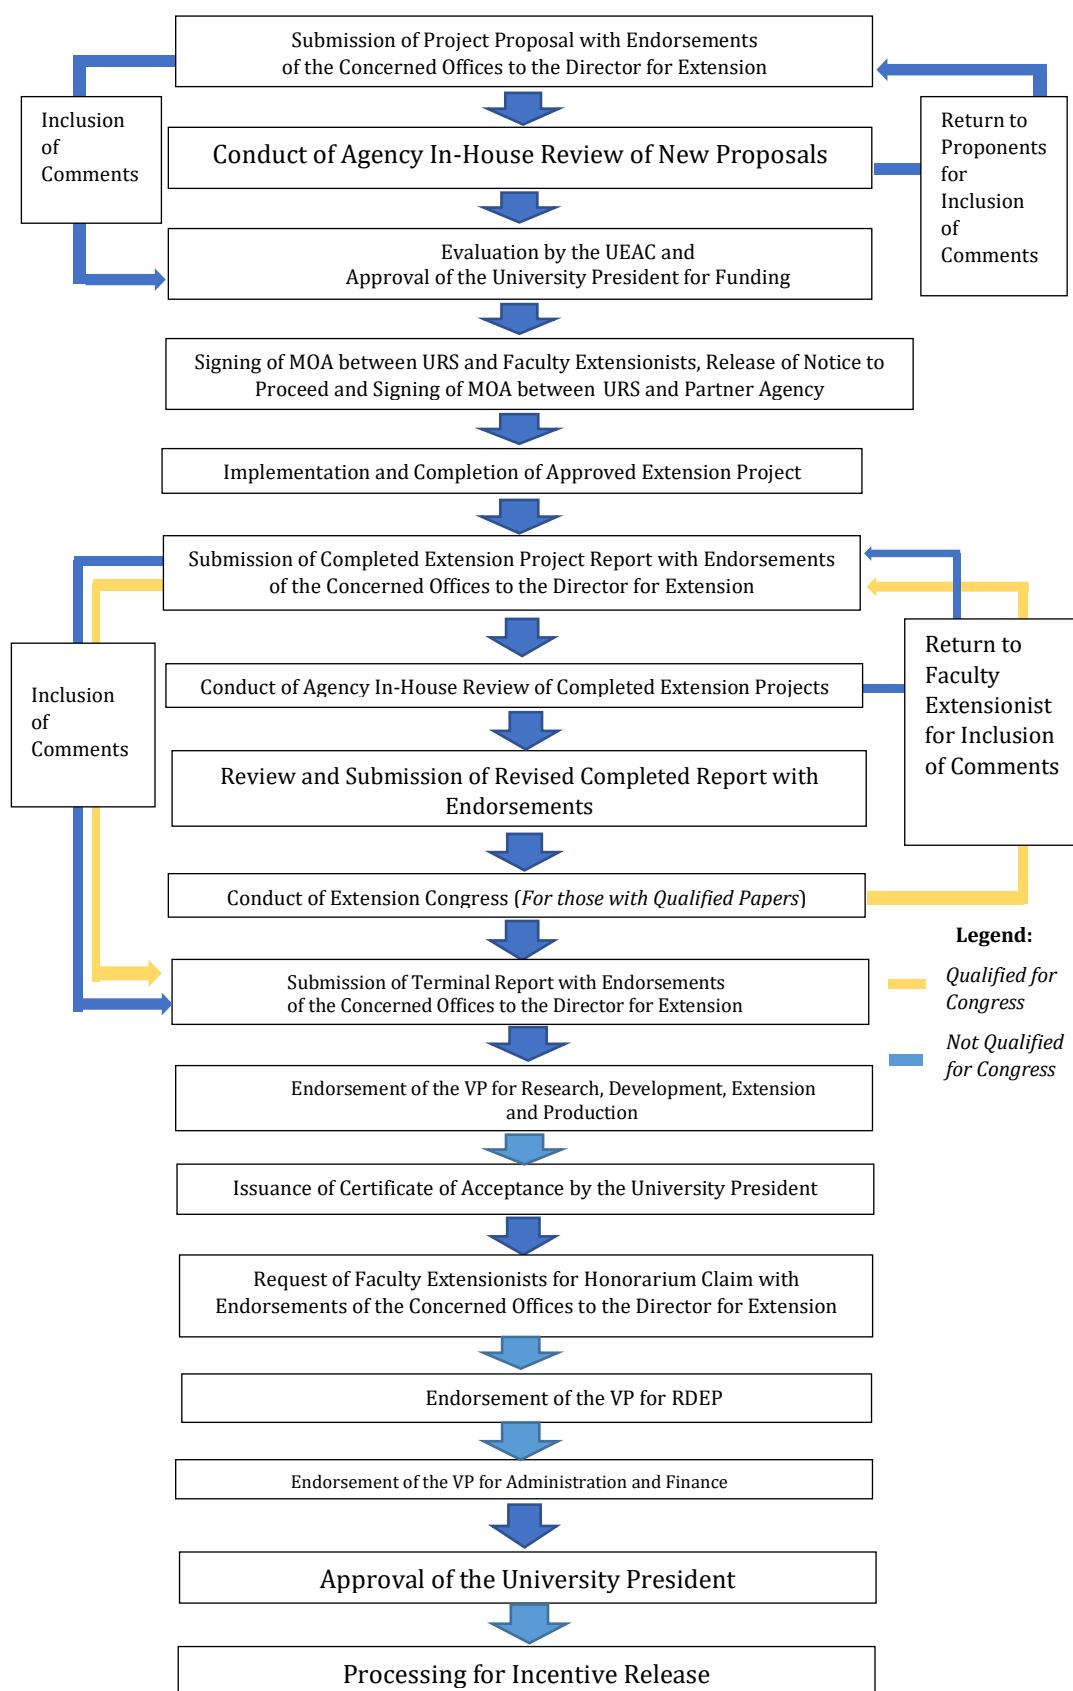 Submission of Project Proposal with Endorsements
of the Concerned Offices to the Director for Extension
Inclusion
of
Comments
Return to
Proponents
for
Inclusion
of
Comments
Conduct of Agency In-House Review of New Proposals
Evaluation by the UEAC and
Approval of the University President for Funding
Signing of MOA between URS and Faculty Extensionists, Release of Notice to
Proceed and Signing of MOA between URS and Partner Agency
Implementation and Completion of Approved Extension Project
Submission of Completed Extension Project Report with Endorsements
of the Concerned Offices to the Director for Extension
Inclusion
of
Comments
Return to
Faculty
Extensionist
for Inclusion
of Comments
Conduct of Agency In-House Review of Completed Extension Projects
Review and Submission of Revised Completed Report with
Endorsements
Conduct of Extension Congress (For those with Qualified Papers)
Legend:
Qualified for
Congress
Not Qualified
for Congress
Submission of Terminal Report with Endorsements
of the Concerned Offices to the Director for Extension
Endorsement of the VP for Research, Development, Extension
and Production
Issuance of Certificate of Acceptance by the University President
Request of Faculty Extensionists for Honorarium Claim with
Endorsements of the Concerned Offices to the Director for Extension
Endorsement of the VP for RDEP
Endorsement of the VP for Administration and Finance
Approval of the University President
Processing for Incentive Release